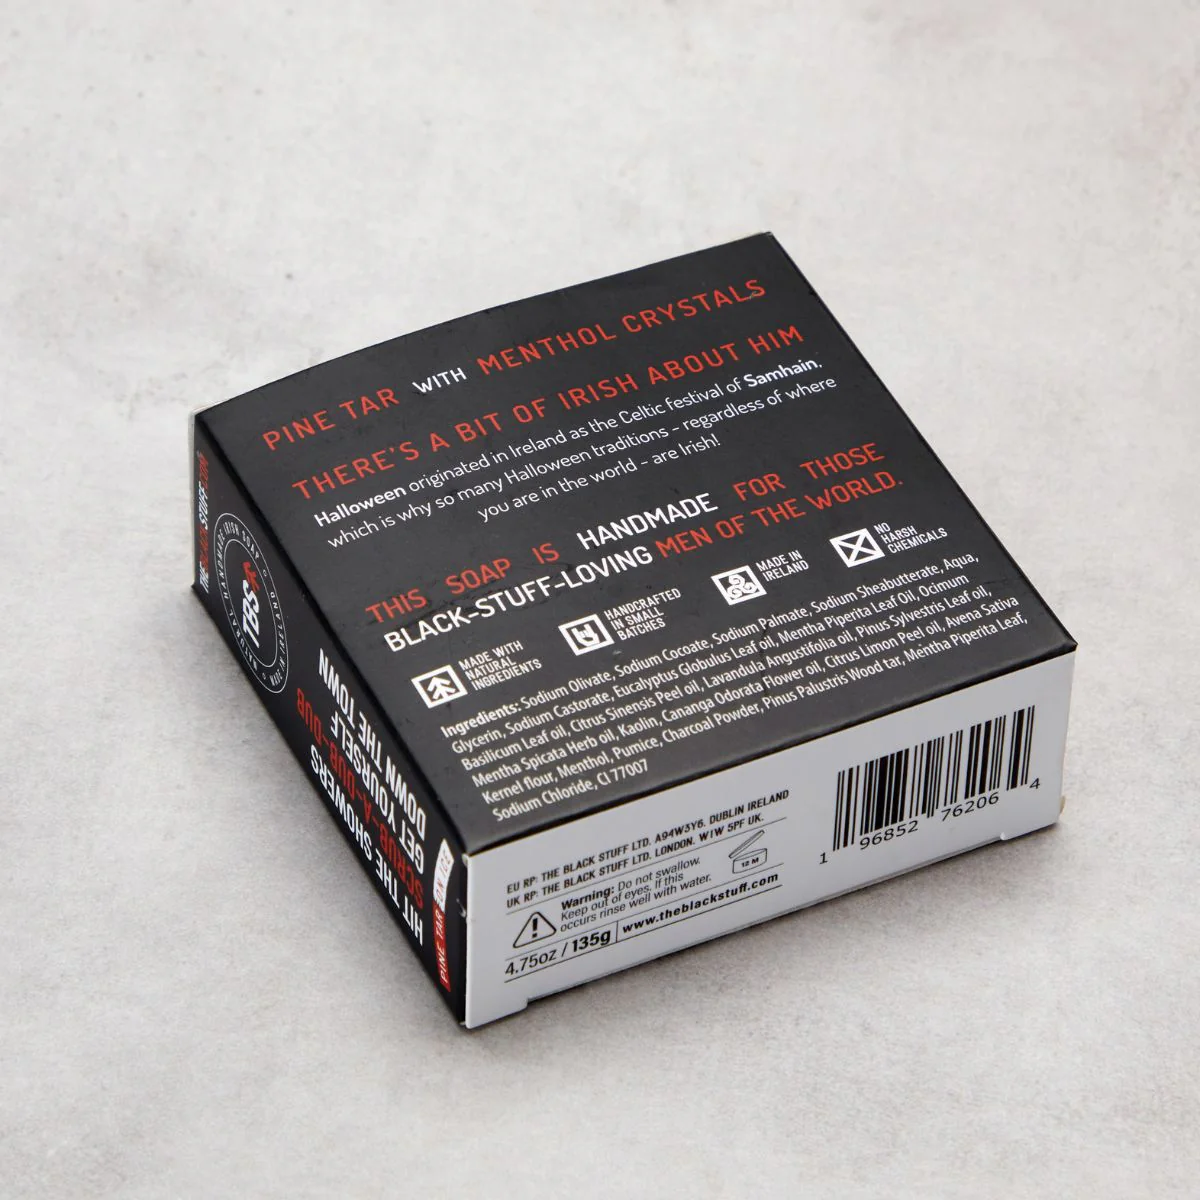 PINE TAR WITH MENTHOL CRYSTALS
THERE'S A BIT OF IRISH ABOUT HIM
Halloween originated in Ireland as the Celtic festival of Samhain,
which is why so many Halloween traditions - regardless of where
you are in the world - are Irish!
THIS SOAP IS HANDMADE FOR THOSE
BLACK-STUFF-LOVING MEN OF THE WORLD.
MADE WITH
NATURAL
INGREDIENTS
HANDCRAFTED
IN SMALL
BATCHES
MADE IN
IRELAND
NO
HARSH
CHEMICALS
Ingredients: Sodium Olivate, Sodium Cocoate, Sodium Palmate, Sodium Sheabutterate, Aqua,
Glycerin, Sodium Castorate, Eucalyptus Globulus Leaf oil, Mentha Piperita Leaf Oil, Ocimum
Basilicum Leaf oil, Citrus Sinensis Peel oil, Lavandula Angustifolia oil, Pinus Sylvestris Leaf oil,
Mentha Spicata Herb oil, Kaolin, Cananga Odorata Flower oil, Citrus Limon Peel oil, Avena Sativa
Kernel flour, Menthol, Pumice, Charcoal Powder, Pinus Palustris Wood tar, Mentha Piperita Leaf,
Sodium Chloride, CI 77007
EU RP: THE BLACK STUFF LTD. A94W3Y6. DUBLIN IRELAND
UK RP: THE BLACK STUFF LTD. LONDON. W1W 5PF UK.
Warning: Do not swallow.
Keep out of eyes. If this
occurs rinse well with water.
12 M
4.75oz / 135g
www.theblackstuff.com
1 96852 76206 4
THEBLACKSTUFF.COM
NATURAL HANDMADE IRISH SOAP
TBS
HIT THE SHOWERS
SCRUB-A-DUB-DUB
GET YOURSELF
DOWN THE TOWN
PINE TAR ON ICE